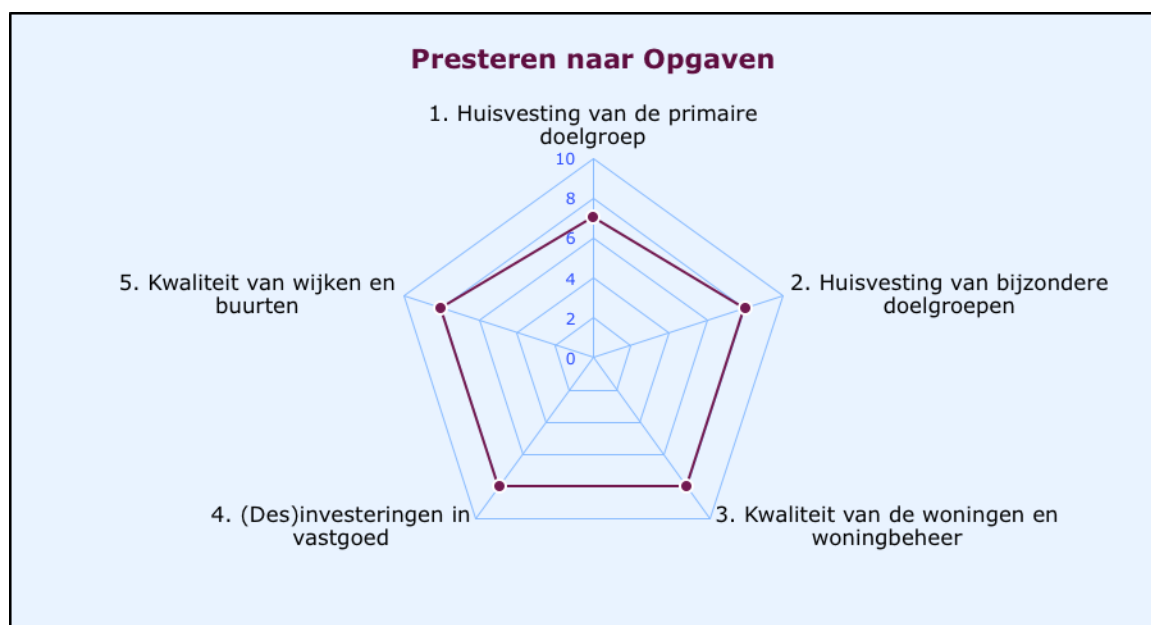 Presteren naar Opgaven
1. Huisvesting van de primaire
doelgroep
10
8
6
4
2
0
5. Kwaliteit van wijken en
buurten
2. Huisvesting van bijzondere
doelgroepen
4. (Des)investeringen in
vastgoed
3. Kwaliteit van de woningen en
woningbeheer